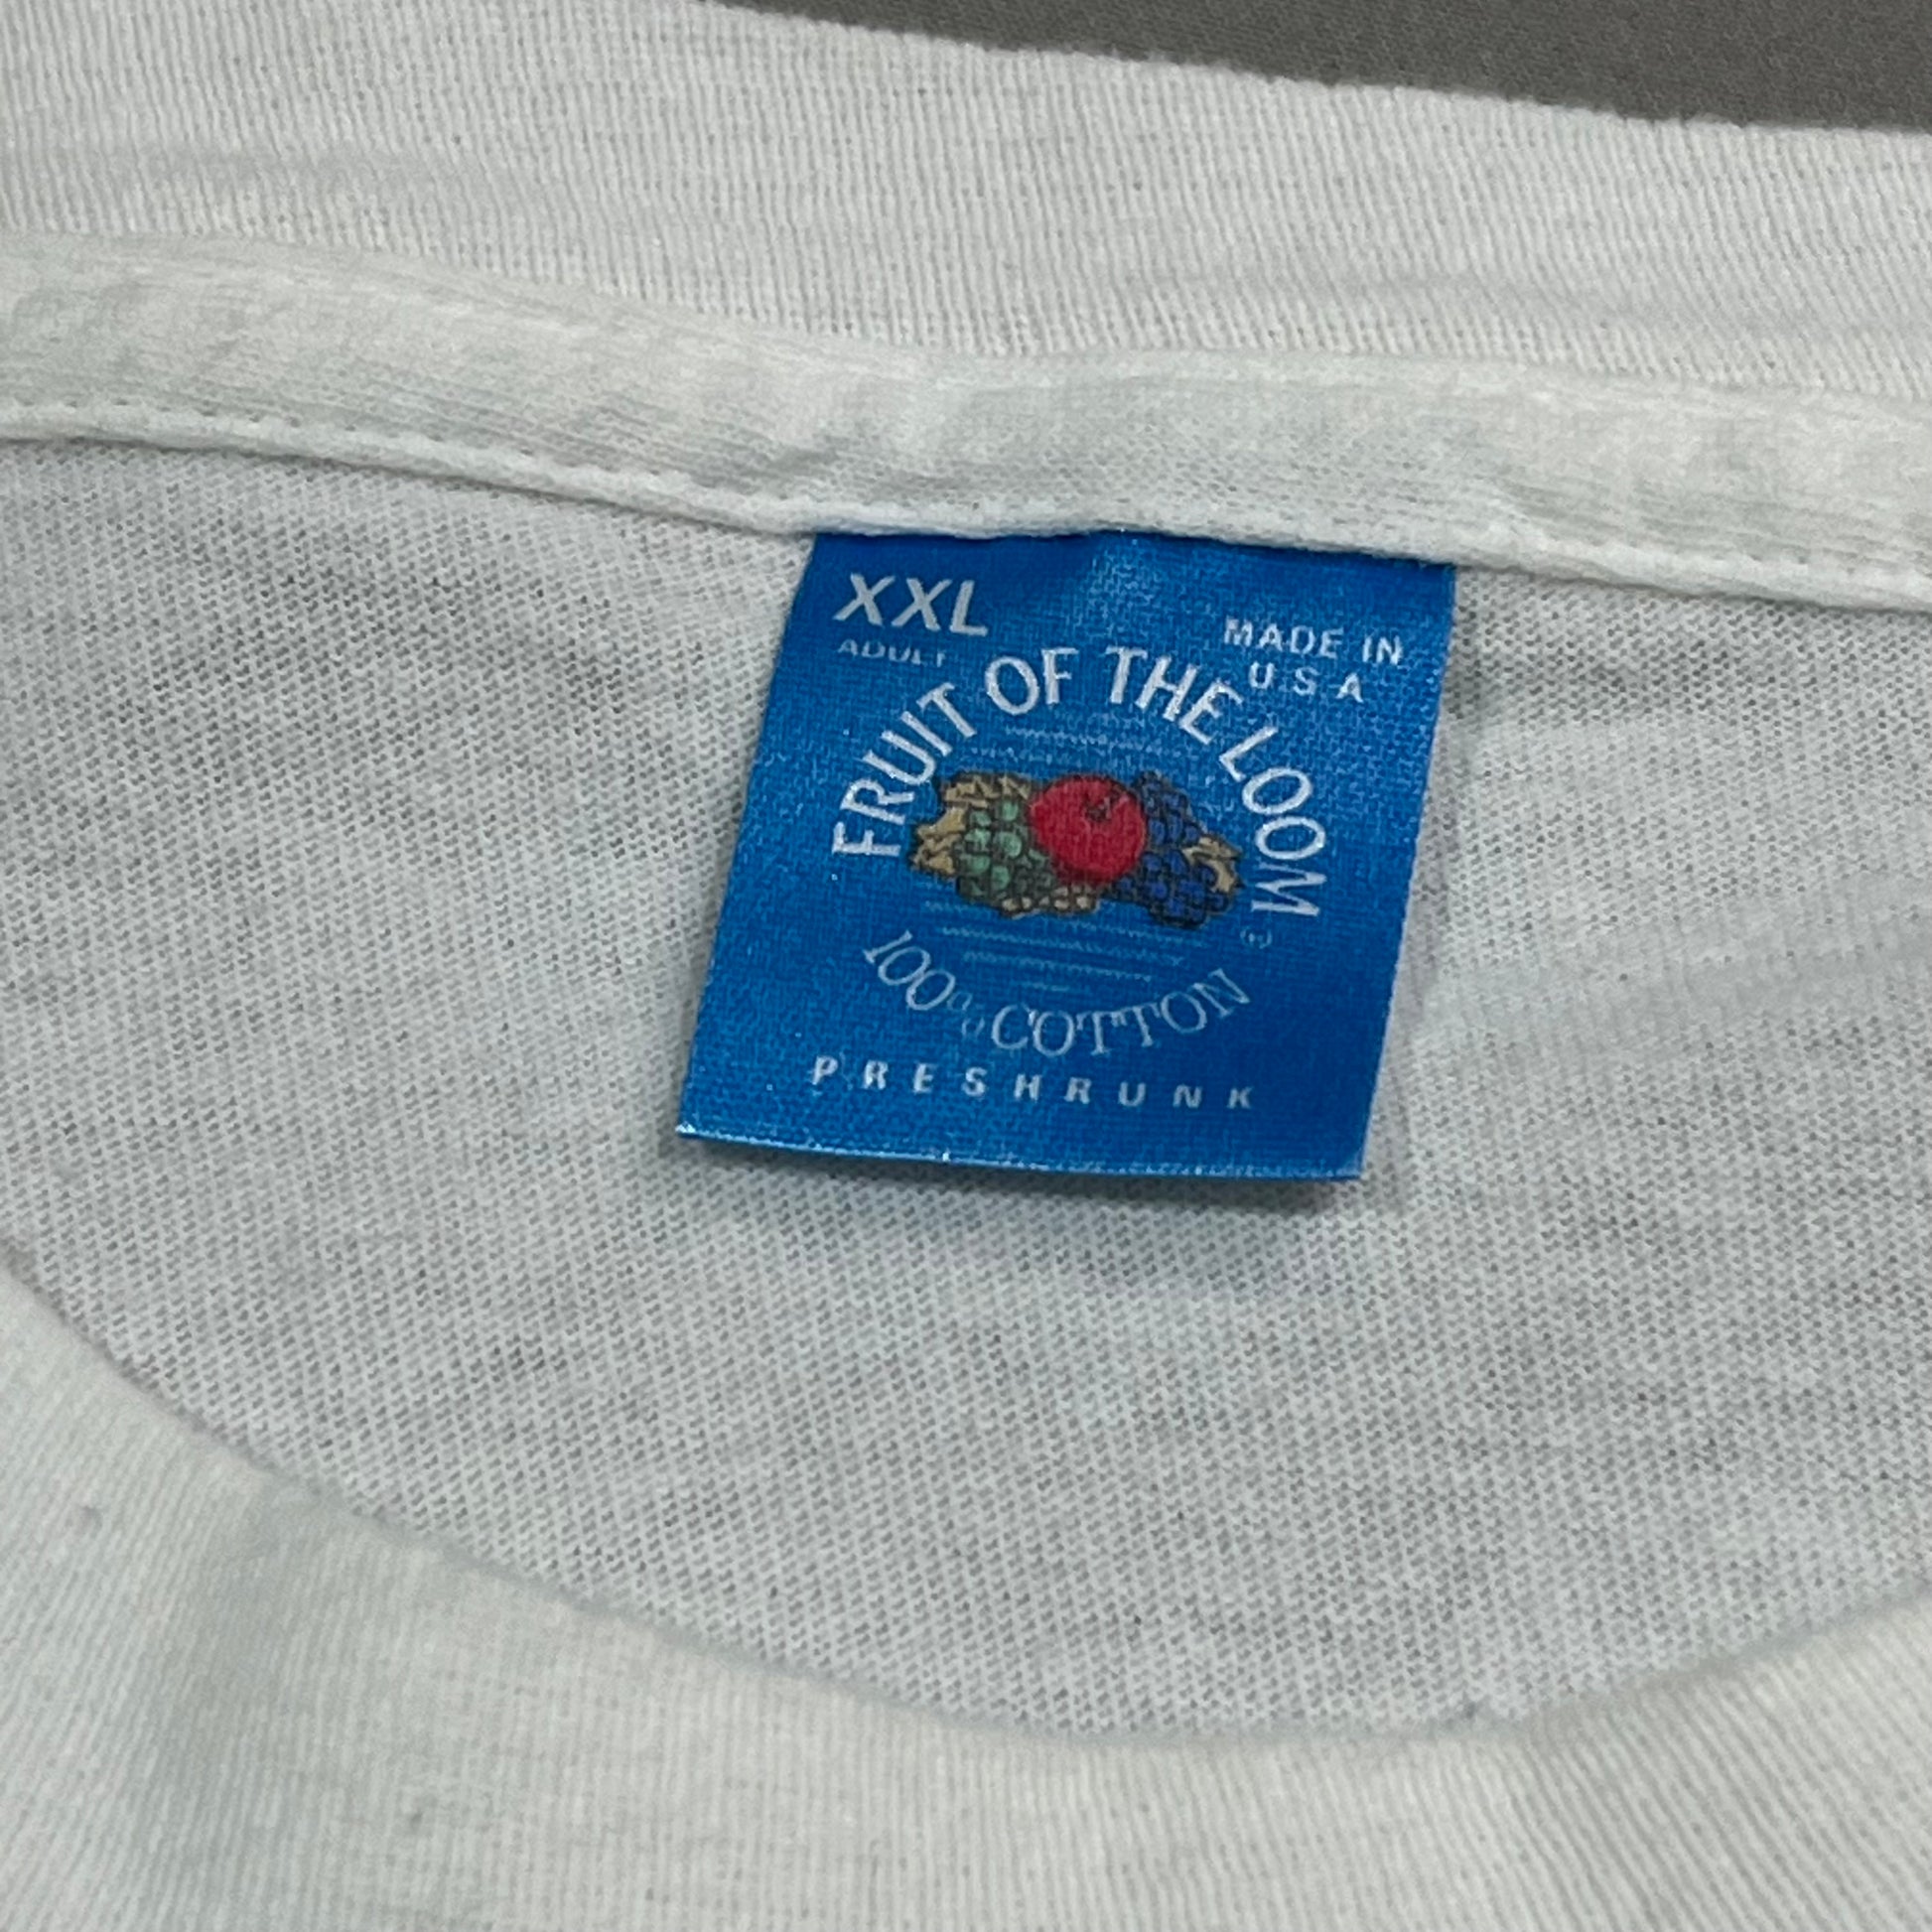 XXL
ADULT
MADE IN
U S A
FRUIT OF THE LOOM
®
100% COTTON
PRESHRUNK